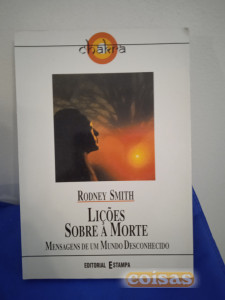 chakra
RODNEY SMITH
LIÇÕES
SOBRE A MORTE
MENSAGENS DE UM MUNDO DESCONHECIDO
EDITORIAL ESTAMPA
coisas